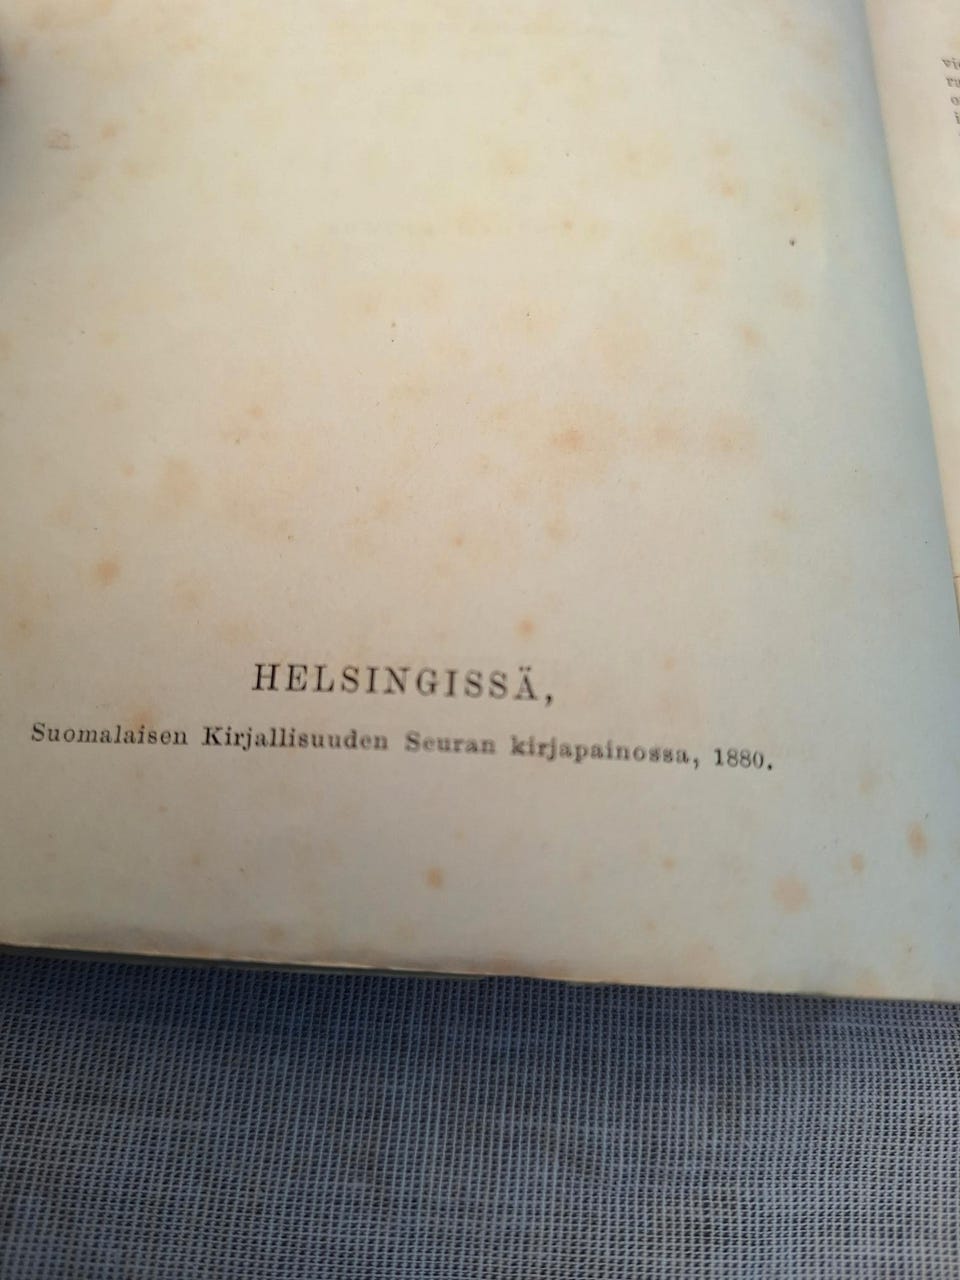 HELSINGISSÄ,
Suomalaisen Kirjallisuuden Seuran kirjapainossa, 1880.